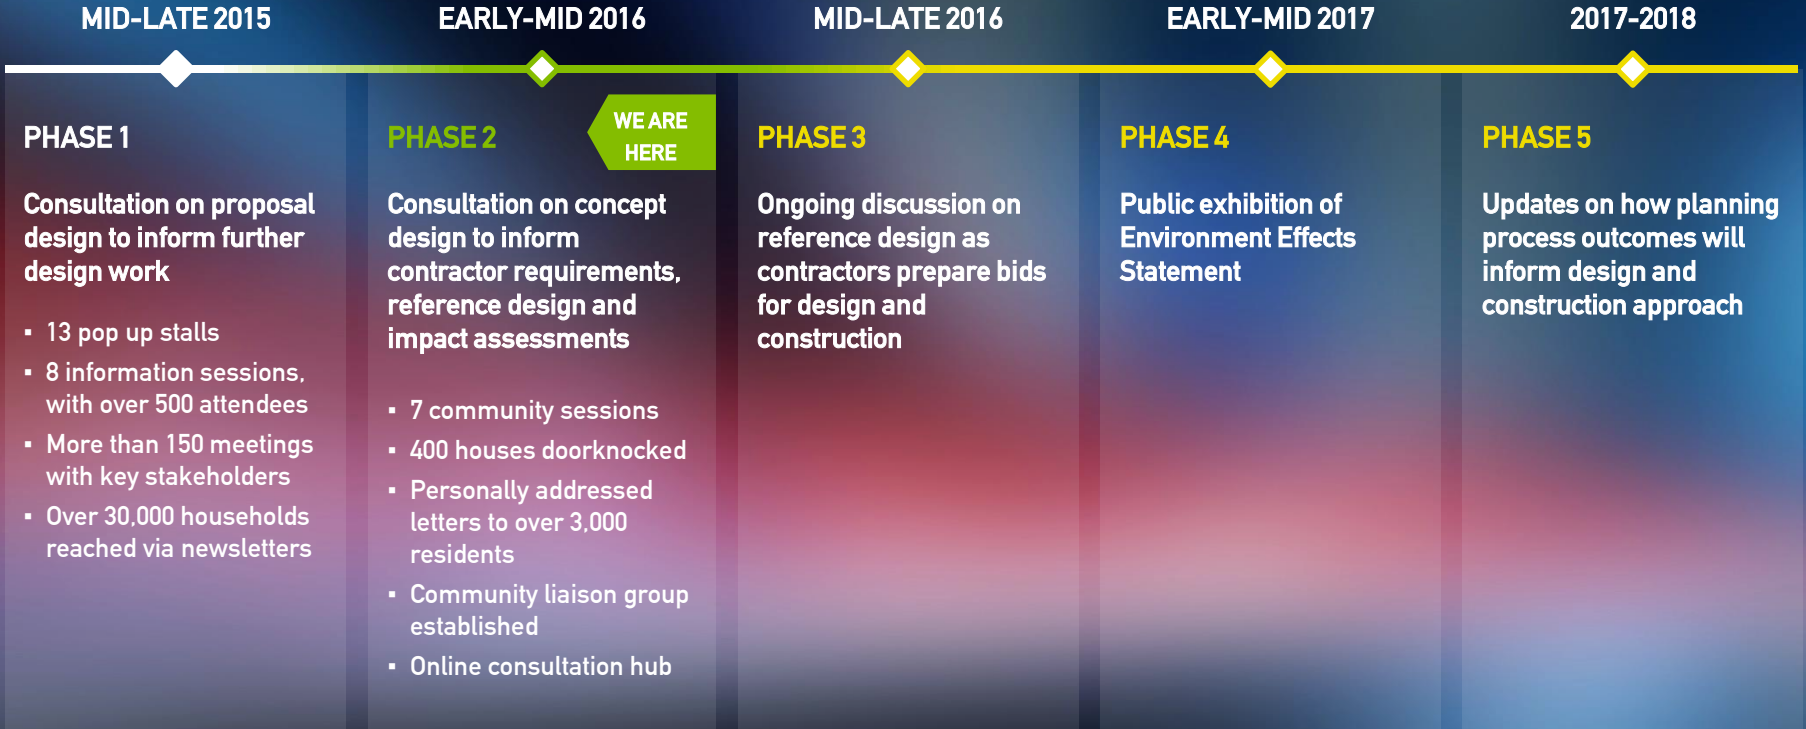 MID-LATE 2015
EARLY-MID 2016
MID-LATE 2016
EARLY-MID 2017
2017-2018
PHASE 1
Consultation on proposal
design to inform further
design work
▪ 13 pop up stalls
▪ 8 information sessions,
with over 500 attendees
▪ More than 150 meetings
with key stakeholders
▪ Over 30,000 households
reached via newsletters
PHASE 2
WE ARE
HERE
Consultation on concept
design to inform
contractor requirements,
reference design and
impact assessments
▪ 7 community sessions
▪ 400 houses doorknocked
▪ Personally addressed
letters to over 3,000
residents
▪ Community liaison group
established
▪ Online consultation hub
PHASE 3
Ongoing discussion on
reference design as
contractors prepare bids
for design and
construction
PHASE 4
Public exhibition of
Environment Effects
Statement
PHASE 5
Updates on how planning
process outcomes will
inform design and
construction approach